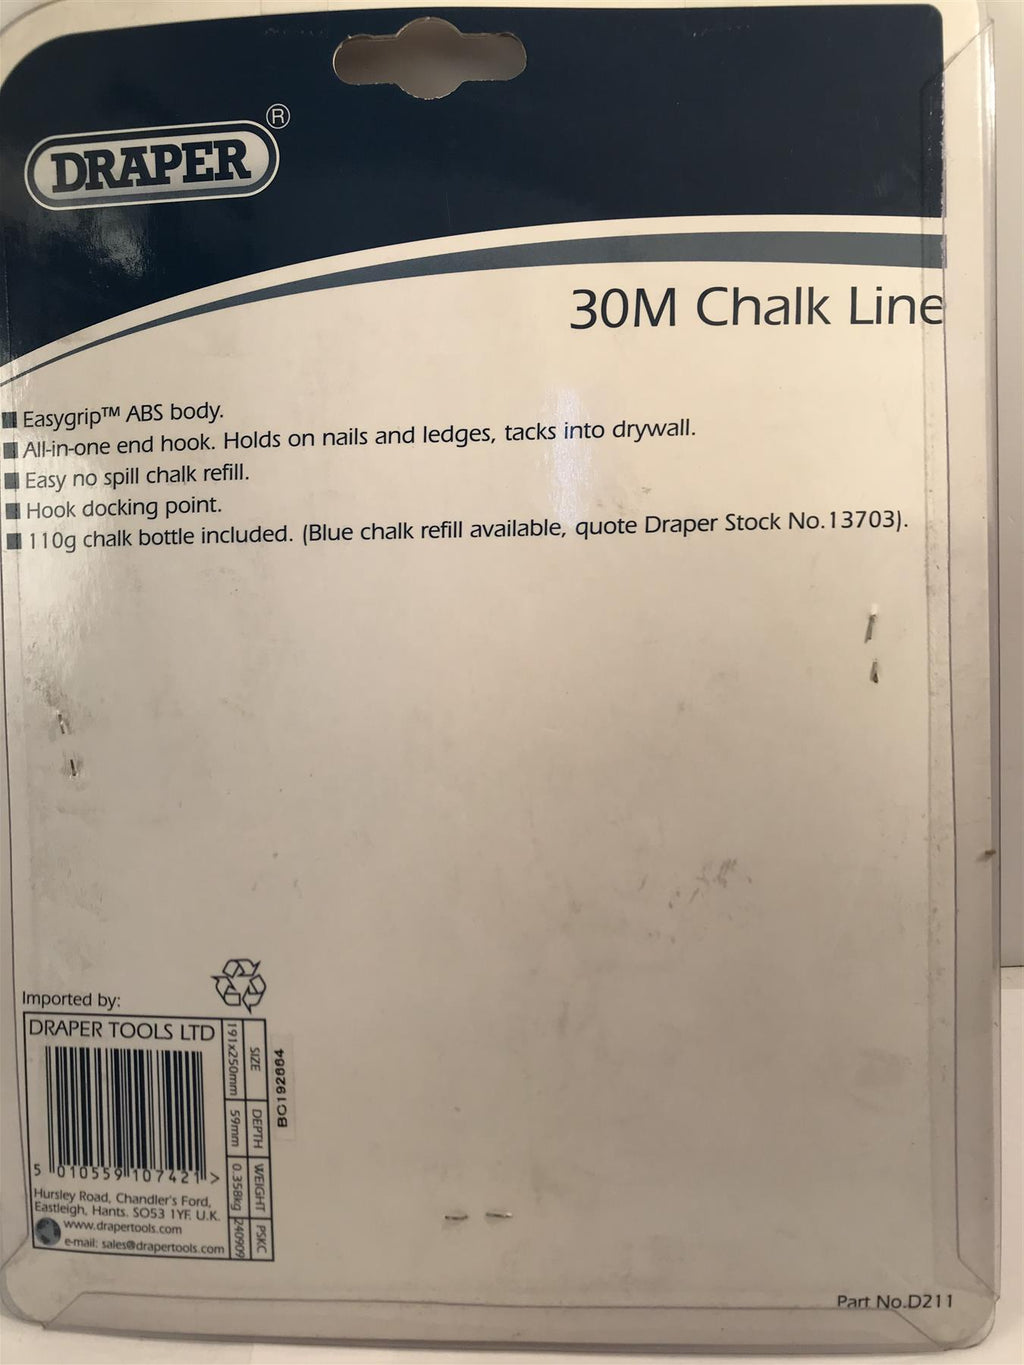 DRAPER ®
30M Chalk Line
■ Easygrip™ ABS body.
■ All-in-one end hook. Holds on nails and ledges, tacks into drywall.
■ Easy no spill chalk refill.
■ Hook docking point.
■ 110g chalk bottle included. (Blue chalk refill available, quote Draper Stock No.13703).
Imported by:
DRAPER TOOLS LTD
5 010559 107421 >
Hursley Road, Chandler's Ford,
Eastleigh, Hants. SO53 1YF. U.K.
www.drapertools.com
e-mail: sales@drapertools.com
SIZE DEPTH WEIGHT PSKC
191x250mm 59mm 0.358kg 240909
BC192664
Part No.D211